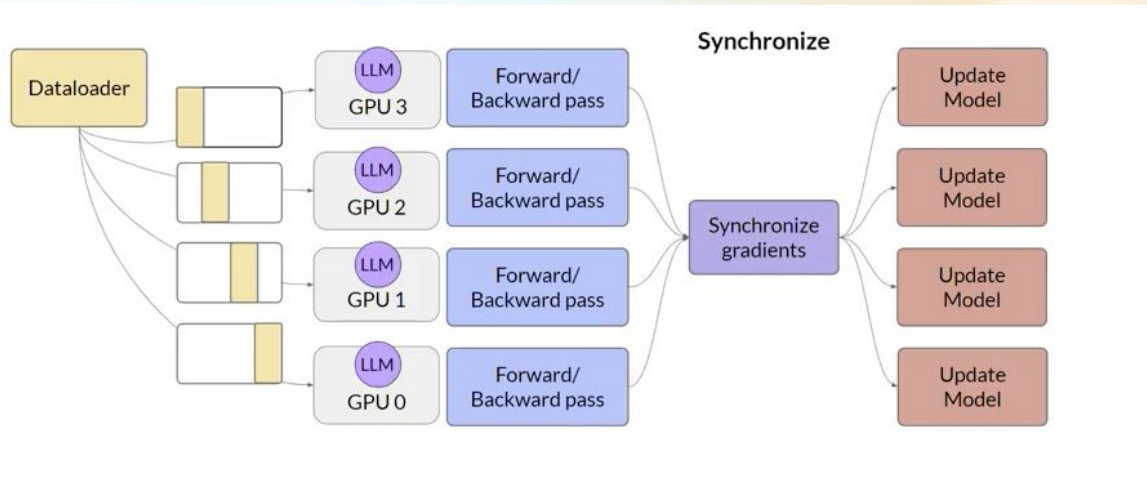 Synchronize
Dataloader
LLM
GPU 3
Forward/
Backward pass
Update
Model
LLM
GPU 2
Forward/
Backward pass
Update
Model
Synchronize
gradients
LLM
GPU 1
Forward/
Backward pass
Update
Model
LLM
GPU 0
Forward/
Backward pass
Update
Model